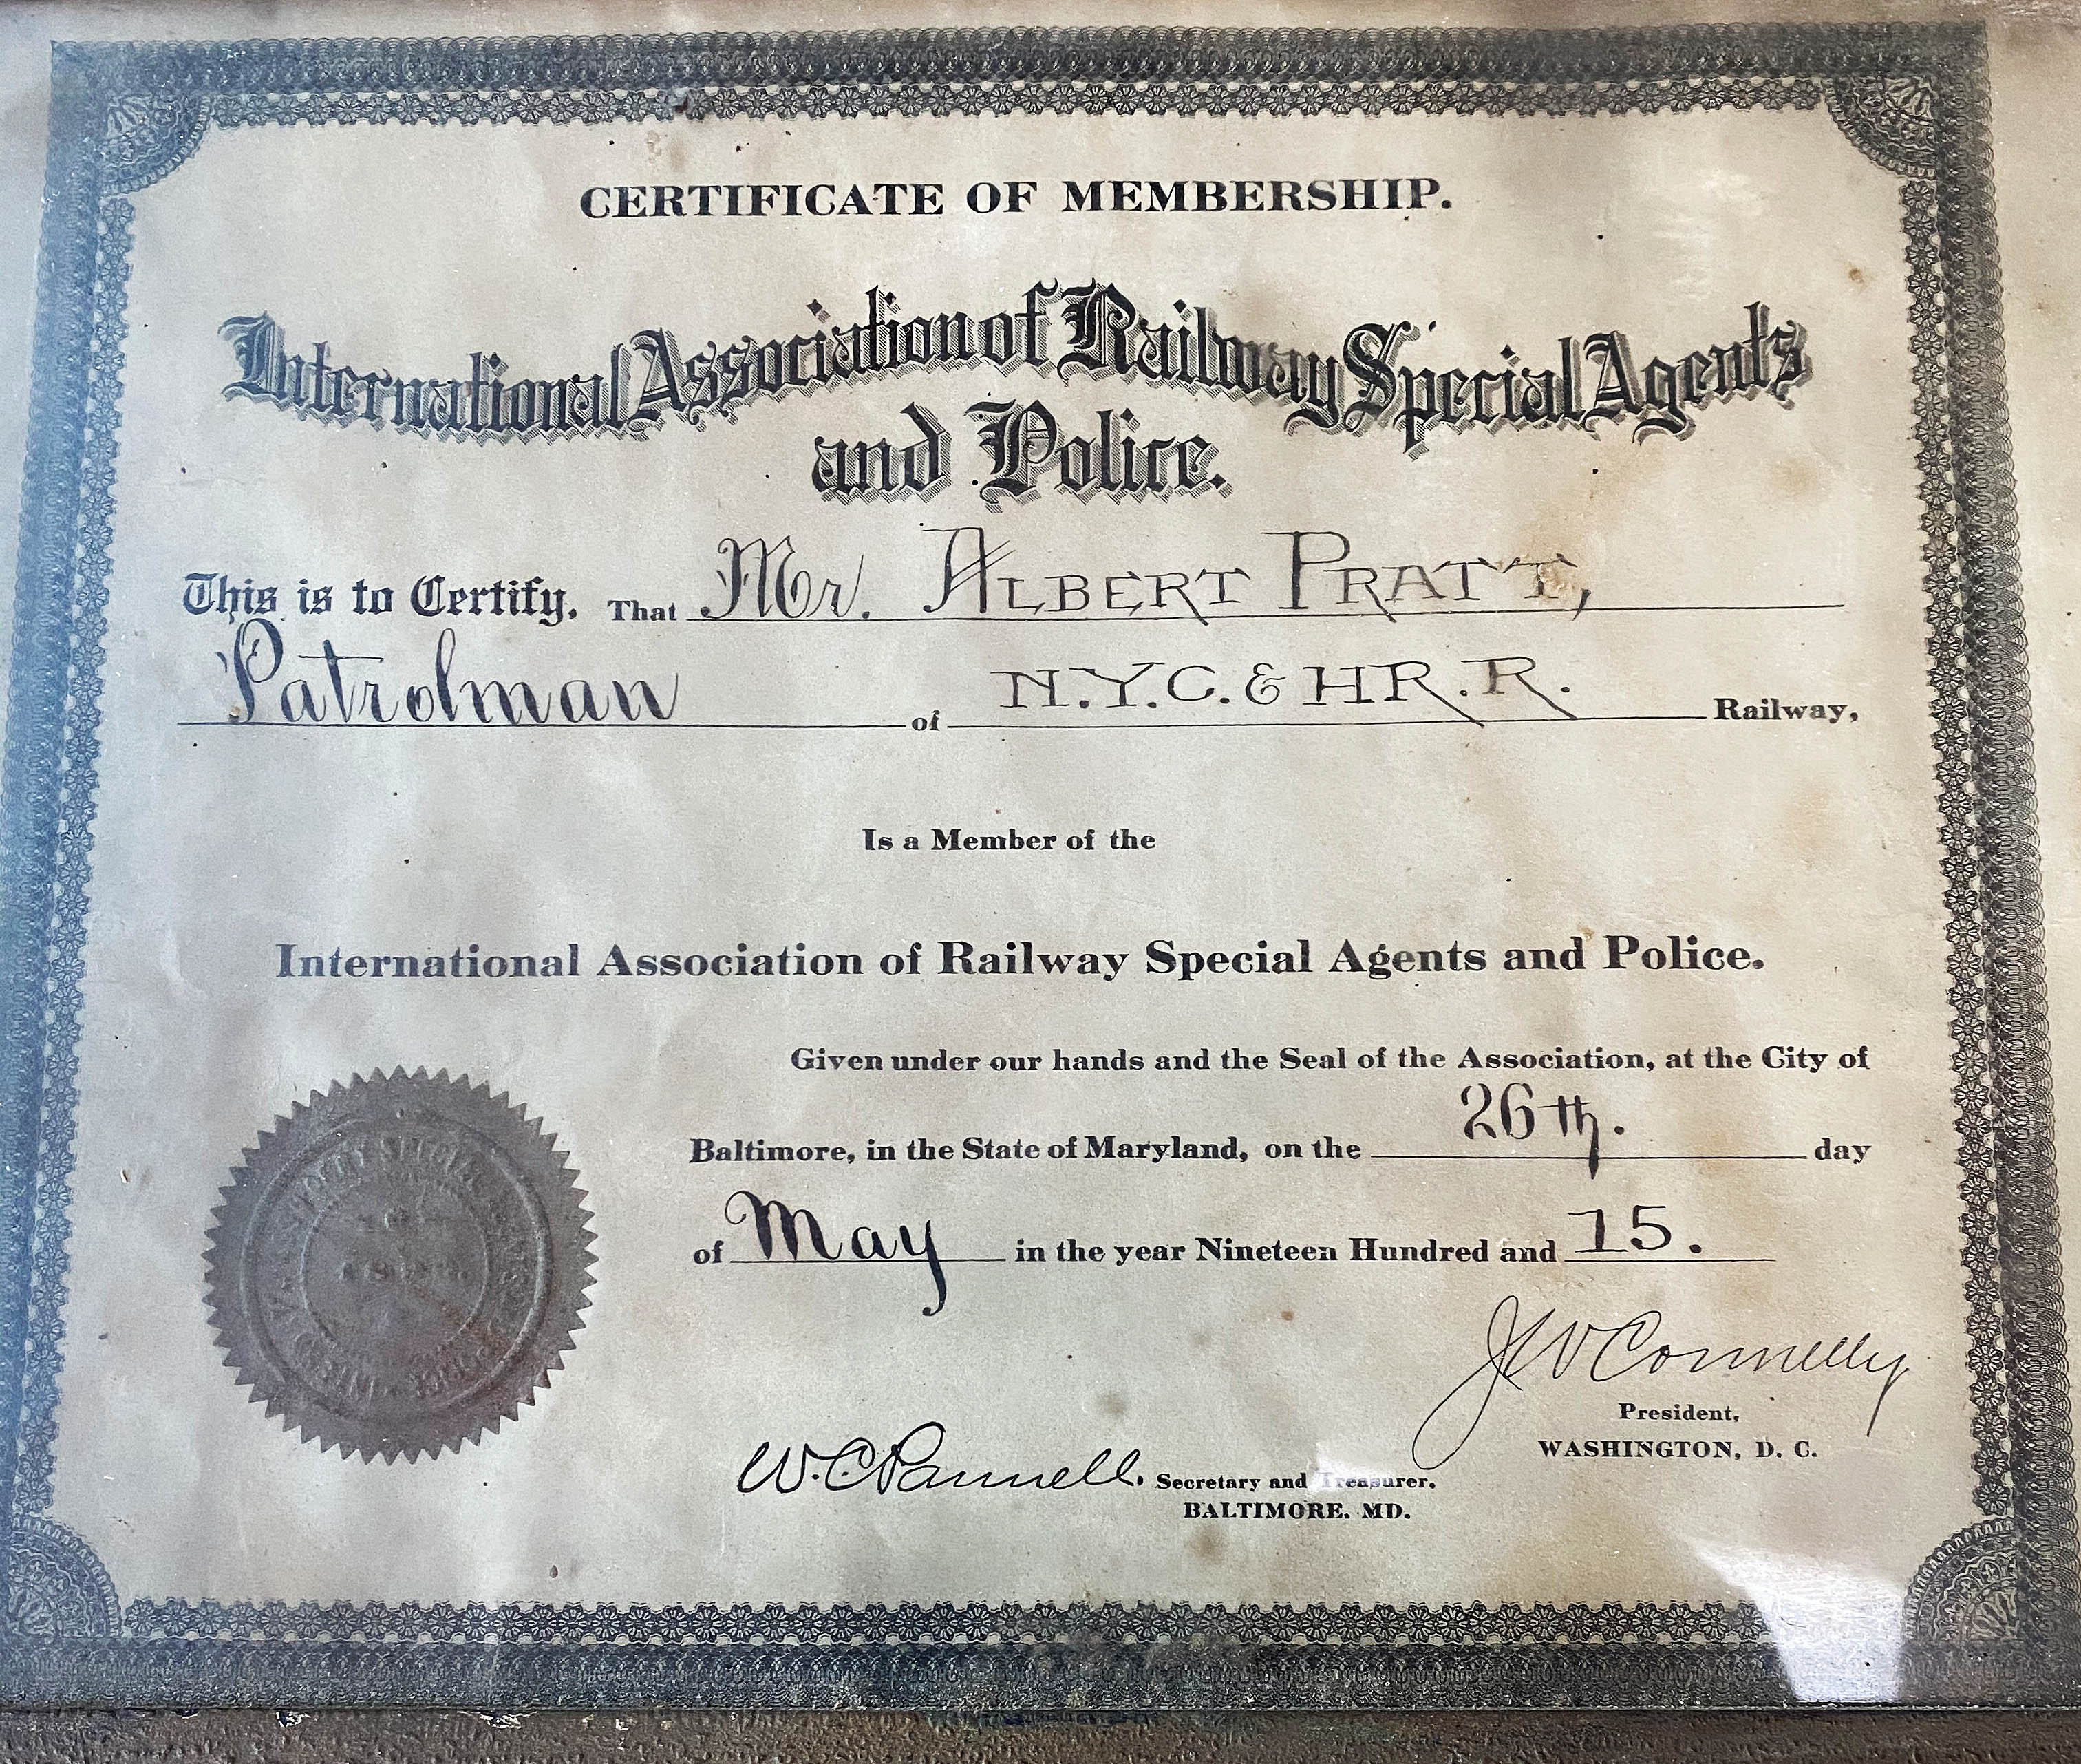 CERTIFICATE OF MEMBERSHIP.
International Association of Railway Special Agents
and Police.
This is to Certify, That Mr. ALBERT PRATT,
Patrolman of N.Y.C. & H R. R. Railway,
Is a Member of the
International Association of Railway Special Agents and Police.
Given under our hands and the Seal of the Association, at the City of
Baltimore, in the State of Maryland, on the 26th. day
of May in the year Nineteen Hundred and 15.
J W Connelly
President,
WASHINGTON, D. C.
W. C. Pannell. Secretary and Treasurer.
BALTIMORE. MD.